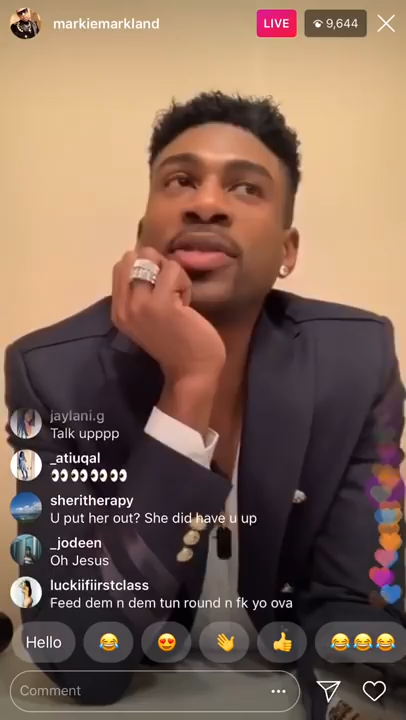 markiemarkland
LIVE
9,644
jaylani.g
Talk upppp
_atiuqal
👀👀👀👀
sheritherapy
U put her out? She did have u up
_jodeen
Oh Jesus
luckiifiirstclass
Feed dem n dem tun round n fk yo ova
Hello 😂 😍 👋 👍 😂😂😂
Comment